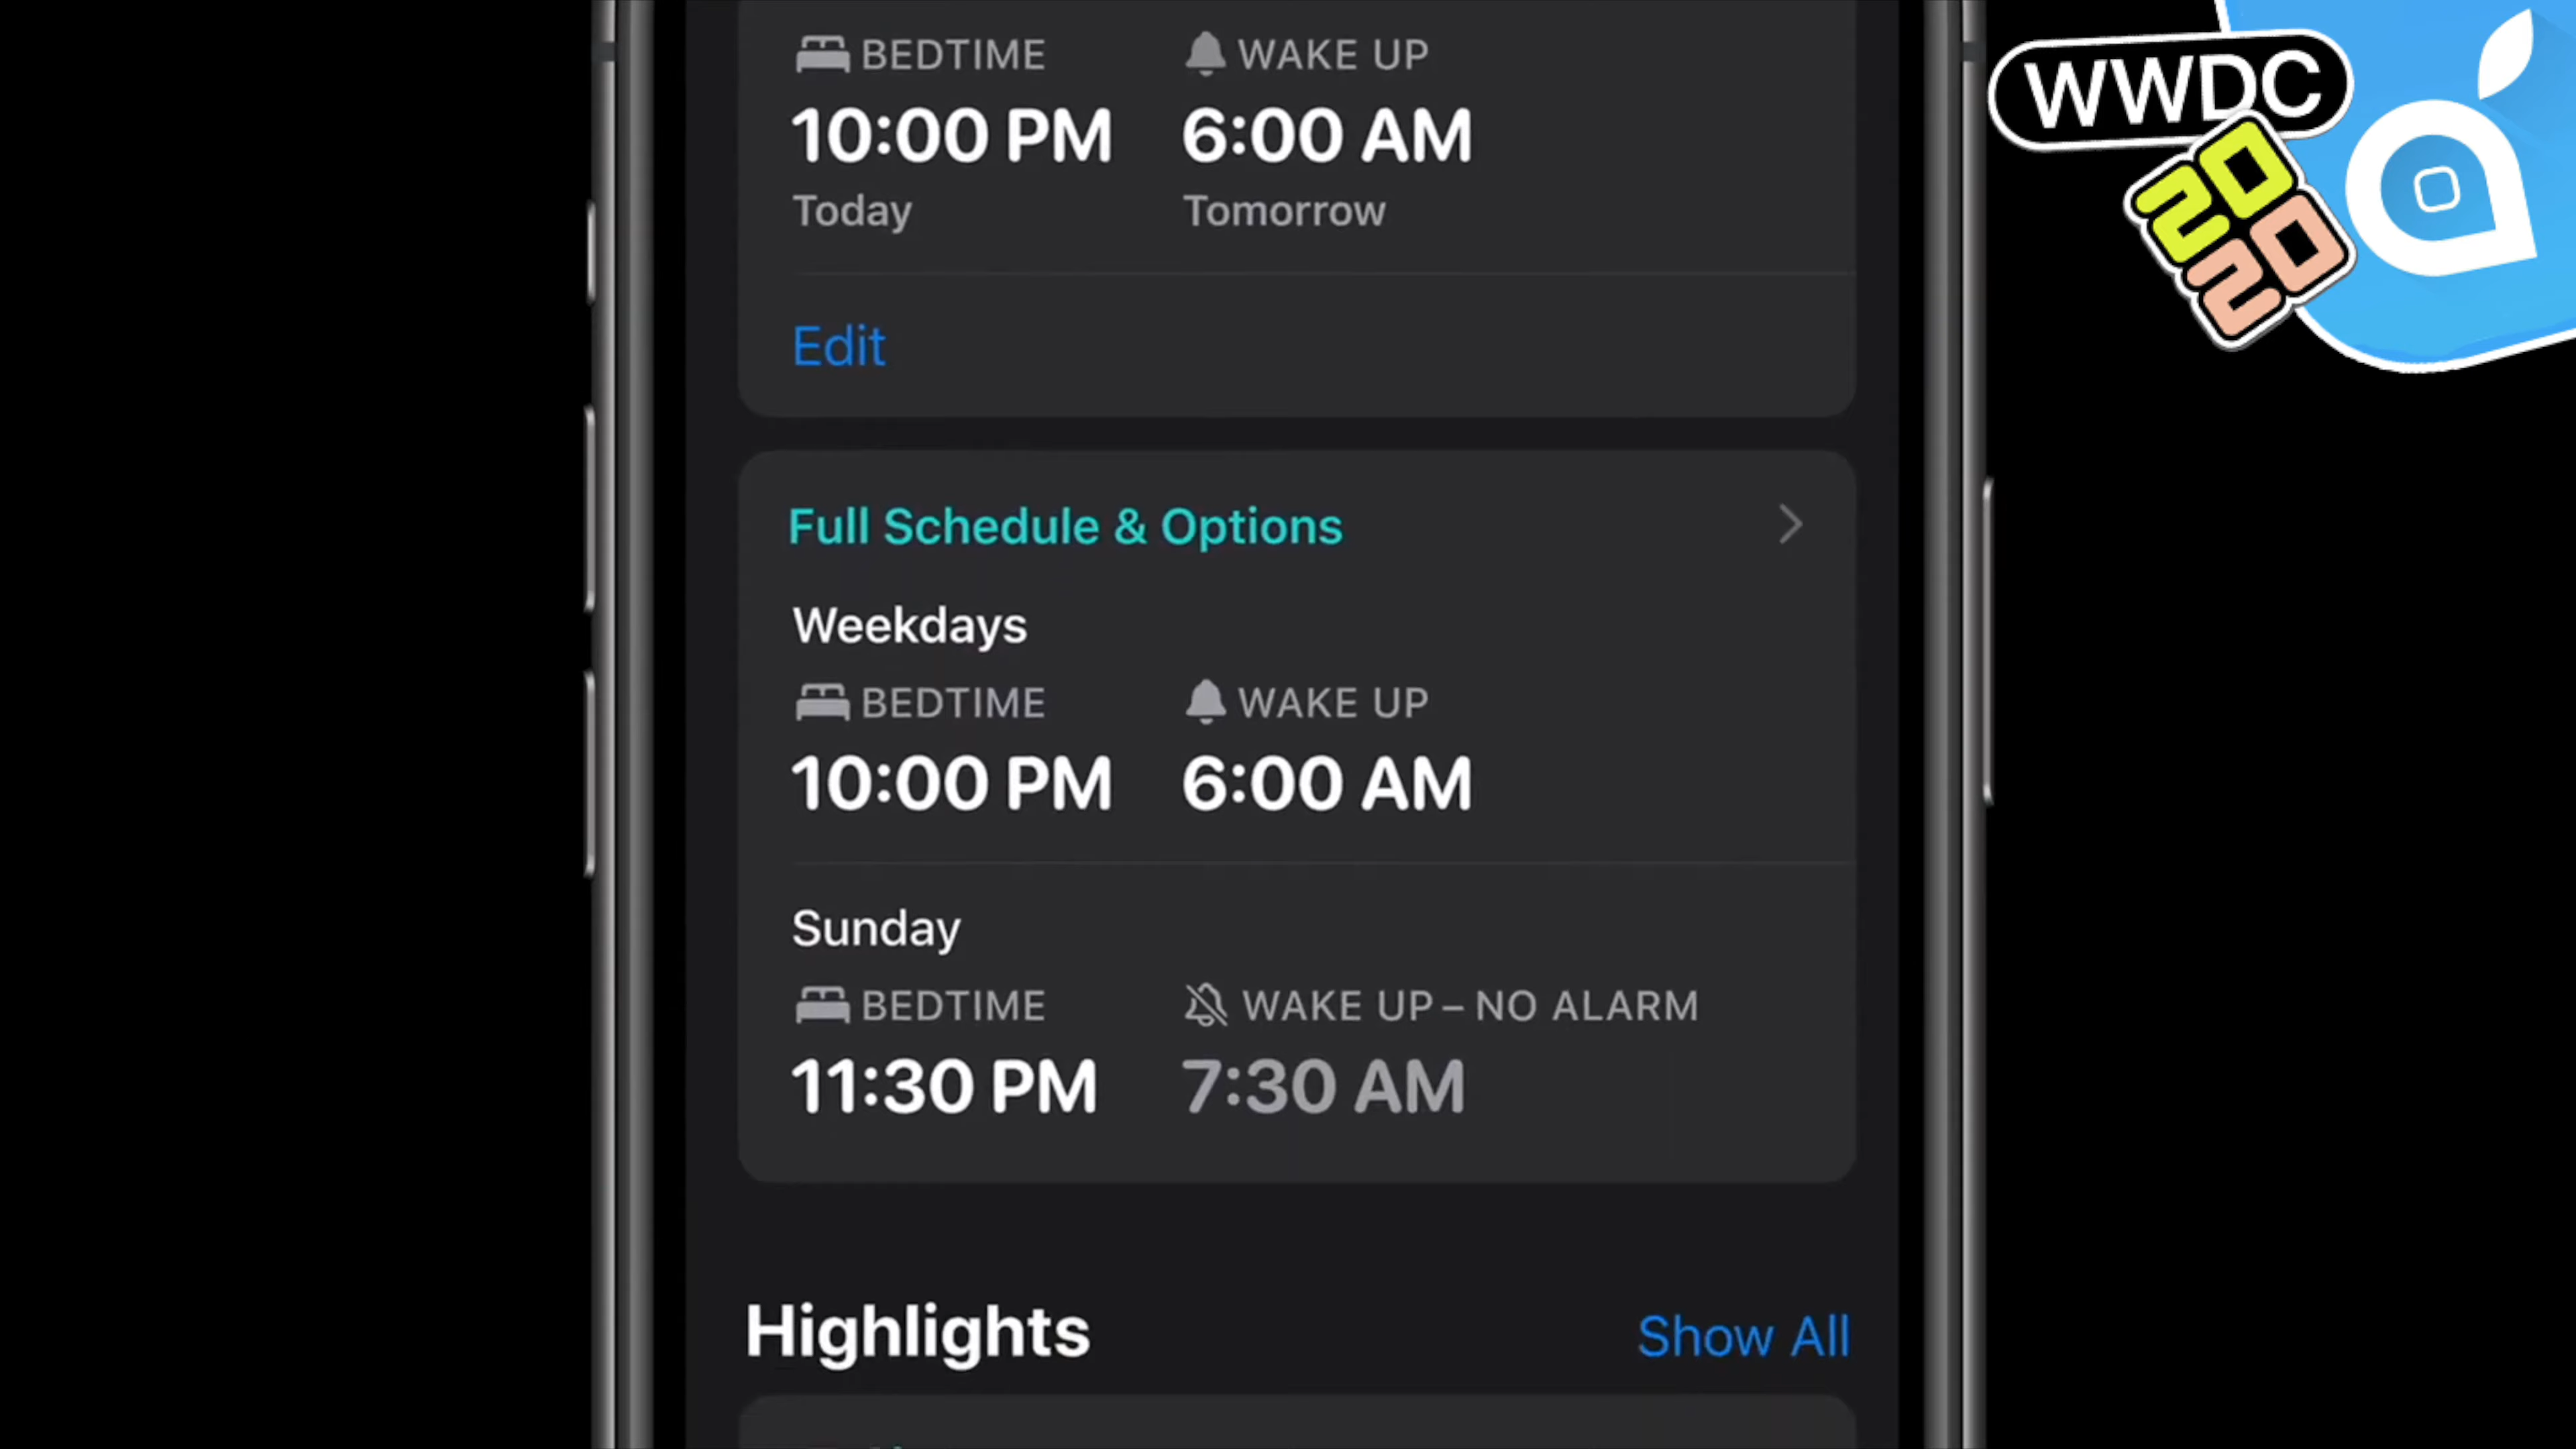 BEDTIME WAKE UP
10:00 PM 6:00 AM
Today Tomorrow
Edit
Full Schedule & Options
Weekdays
BEDTIME WAKE UP
10:00 PM 6:00 AM
Sunday
BEDTIME WAKE UP – NO ALARM
11:30 PM 7:30 AM
Highlights Show All
WWDC
20
20